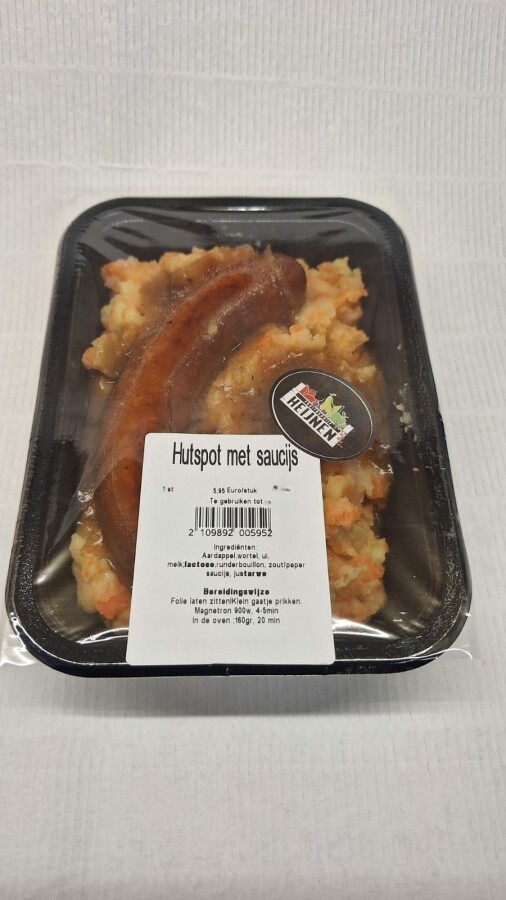 HEIJNEN
Hutspot met saucijs
1 st 5,95 Euro/stuk
Te gebruiken tot
2 109892 005952
Ingrediënten:
Aardappel,wortel, ui,
melk;lactose,runderbouillon, zout/peper
saucijs, justarwe
Bereidingswijze
Folie laten zitten!Klein gaatje prikken.
Magnetron 900w, 4-5min
In de oven ;160gr, 20 min